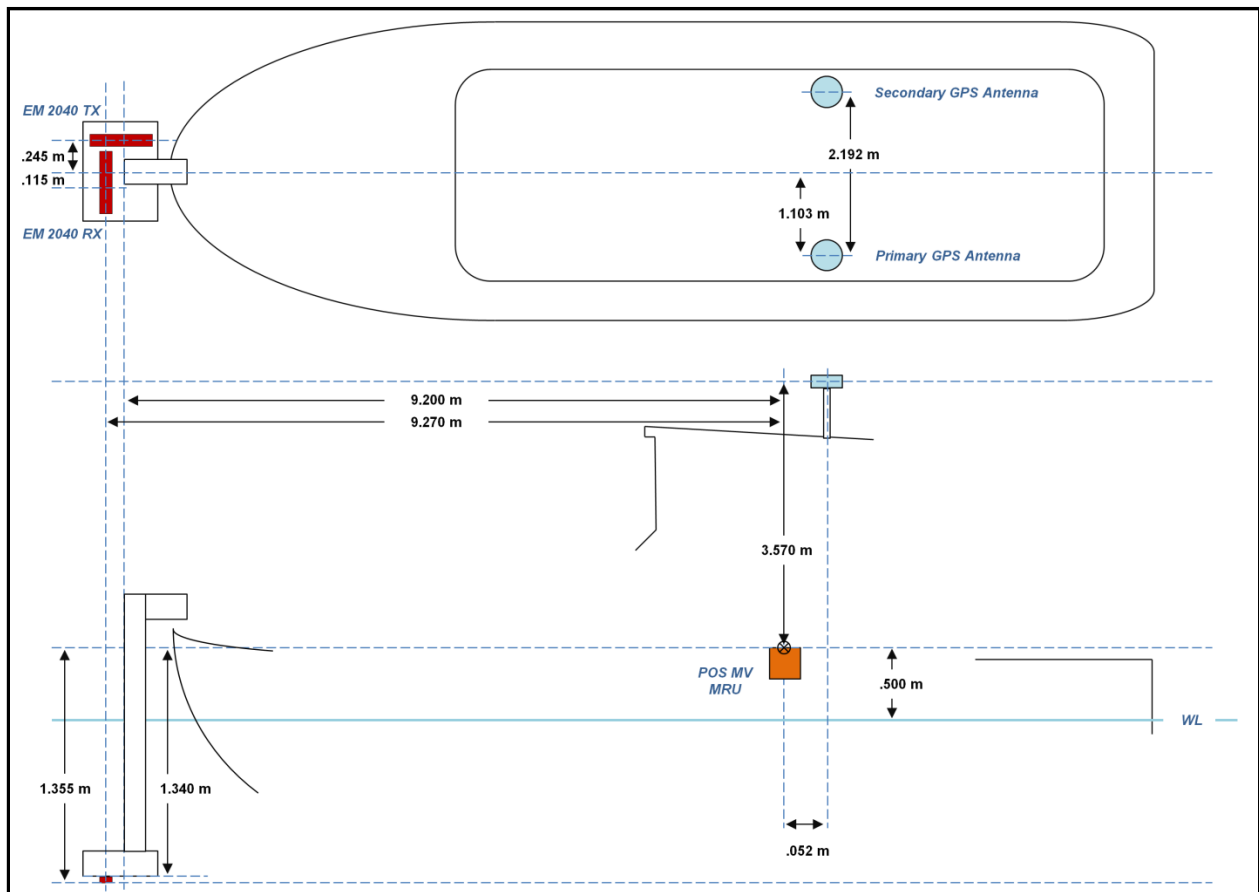 EM 2040 TX
Secondary GPS Antenna
.245 m
2.192 m
.115 m
1.103 m
EM 2040 RX
Primary GPS Antenna
9.200 m
9.270 m
3.570 m
POS MV
MRU
.500 m
WL
1.355 m
1.340 m
.052 m